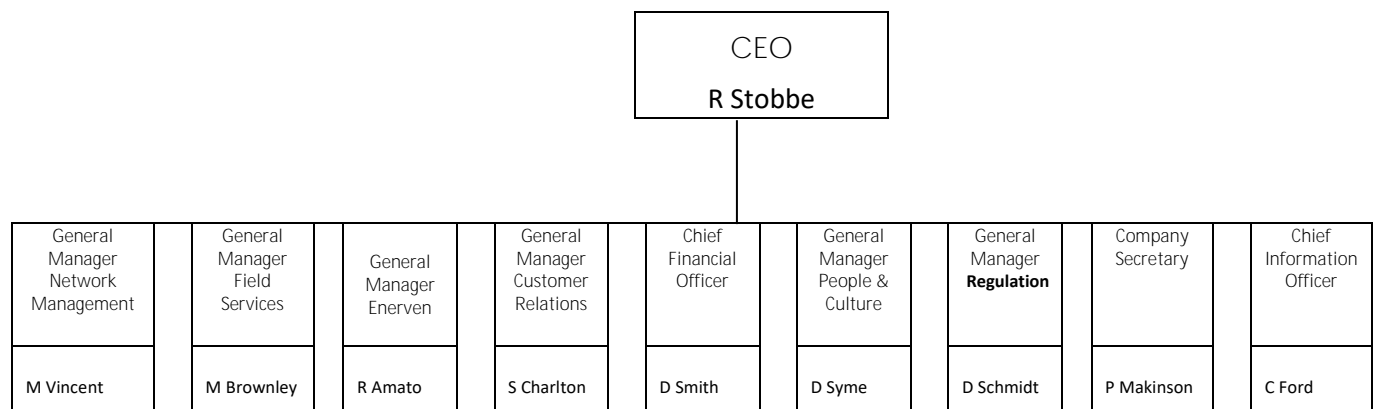 CEO
R Stobbe
General
Manager
Network
Management
General
Manager
Field
Services
General
Manager
Enerven
General
Manager
Customer
Relations
Chief
Financial
Officer
General
Manager
People &
Culture
General
Manager
Regulation
Company
Secretary
Chief
Information
Officer
M Vincent
M Brownley
R Amato
S Charlton
D Smith
D Syme
D Schmidt
P Makinson
C Ford